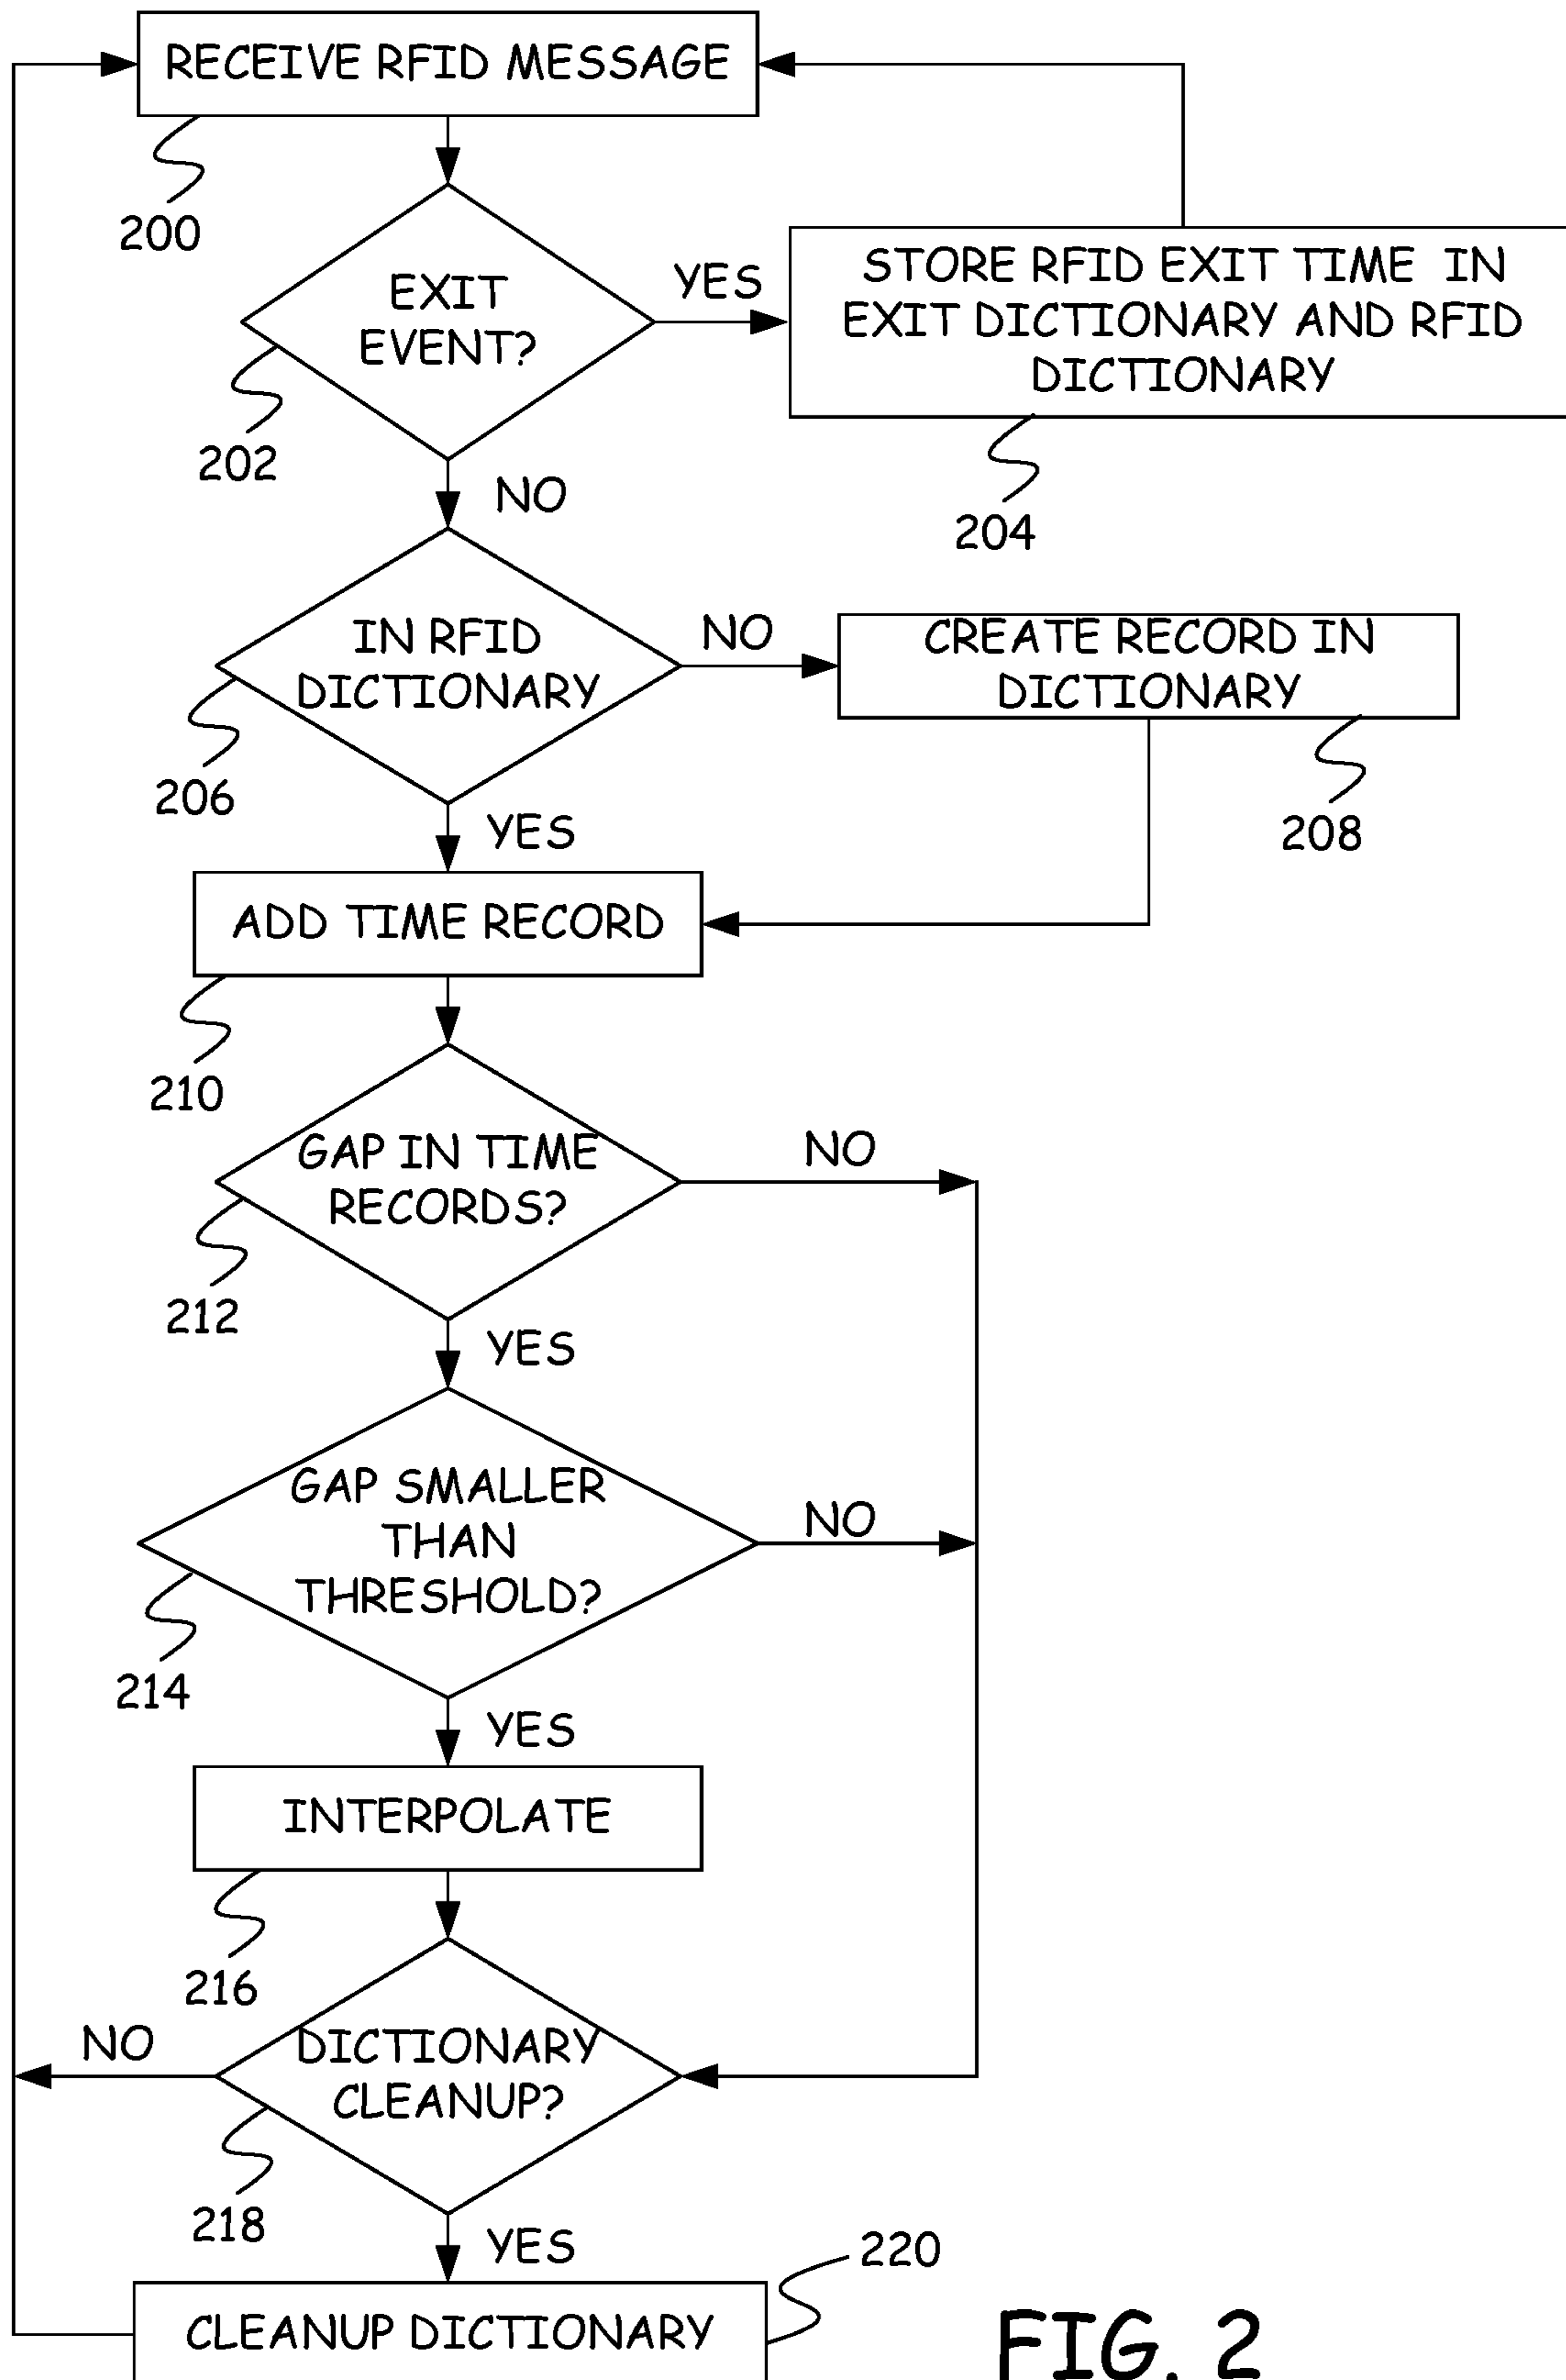 RECEIVE RFID MESSAGE
200
EXIT
EVENT?
YES
STORE RFID EXIT TIME IN
EXIT DICTIONARY AND RFID
DICTIONARY
202
NO
204
IN RFID
DICTIONARY
NO
CREATE RECORD IN
DICTIONARY
206
YES
208
ADD TIME RECORD
210
GAP IN TIME
RECORDS?
NO
212
YES
GAP SMALLER
THAN
THRESHOLD?
NO
214
YES
INTERPOLATE
216
NO
DICTIONARY
CLEANUP?
218
YES
220
CLEANUP DICTIONARY
FIG. 2